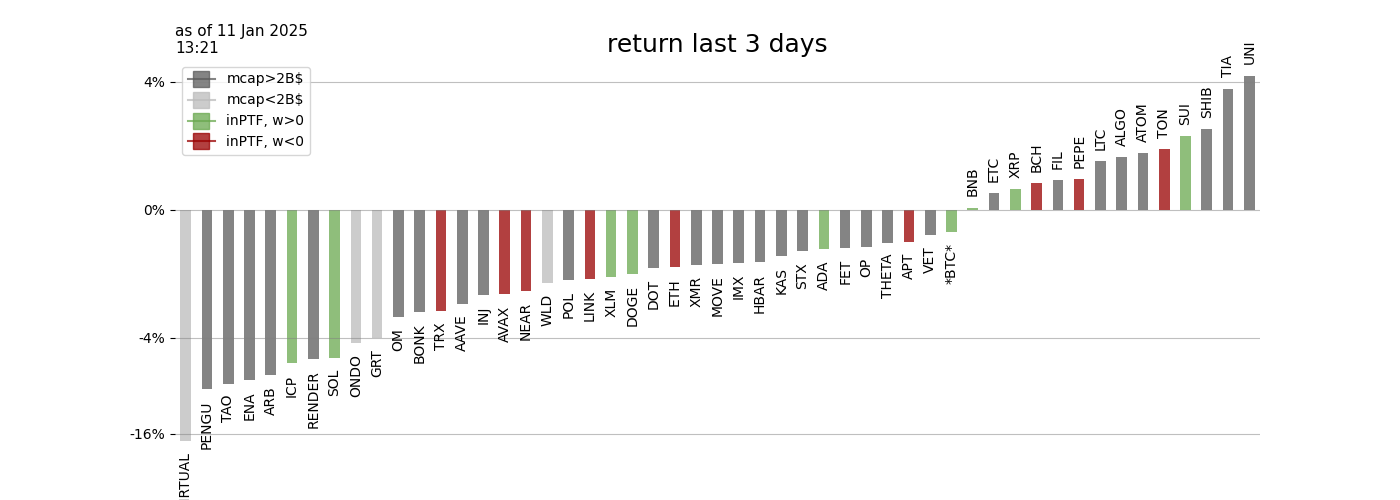 as of 11 Jan 2025
13:21
return last 3 days
mcap>2B$
mcap<2B$
inPTF, w>0
inPTF, w<0
4%
0%
-4%
-16%
RTUAL
PENGU
TAO
ENA
ARB
ICP
RENDER
SOL
ONDO
GRT
OM
BONK
TRX
AAVE
INJ
AVAX
NEAR
WLD
POL
LINK
XLM
DOGE
DOT
ETH
XMR
MOVE
IMX
HBAR
KAS
STX
ADA
FET
OP
THETA
APT
VET
*BTC*
BNB
ETC
XRP
BCH
FIL
PEPE
LTC
ALGO
ATOM
TON
SUI
SHIB
TIA
UNI